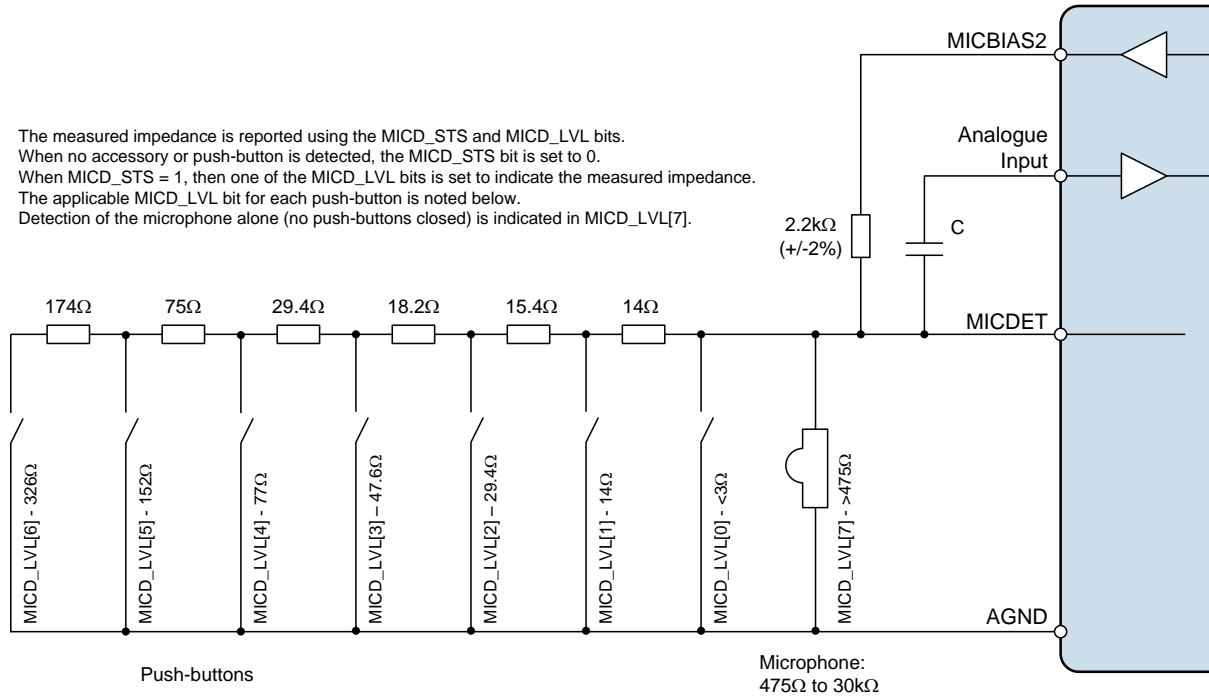 MICBIAS2
The measured impedance is reported using the MICD_STS and MICD_LVL bits.
When no accessory or push-button is detected, the MICD_STS bit is set to 0.
When MICD_STS = 1, then one of the MICD_LVL bits is set to indicate the measured impedance.
The applicable MICD_LVL bit for each push-button is noted below.
Detection of the microphone alone (no push-buttons closed) is indicated in MICD_LVL[7].
Analogue
Input
2.2kΩ
(+/-2%)
C
174Ω
75Ω
29.4Ω
18.2Ω
15.4Ω
14Ω
MICDET
MICD_LVL[6] - 326Ω
MICD_LVL[5] - 152Ω
MICD_LVL[4] - 77Ω
MICD_LVL[3] – 47.6Ω
MICD_LVL[2] – 29.4Ω
MICD_LVL[1] - 14Ω
MICD_LVL[0] - <3Ω
MICD_LVL[7] - >475Ω
AGND
Push-buttons
Microphone:
475Ω to 30kΩ